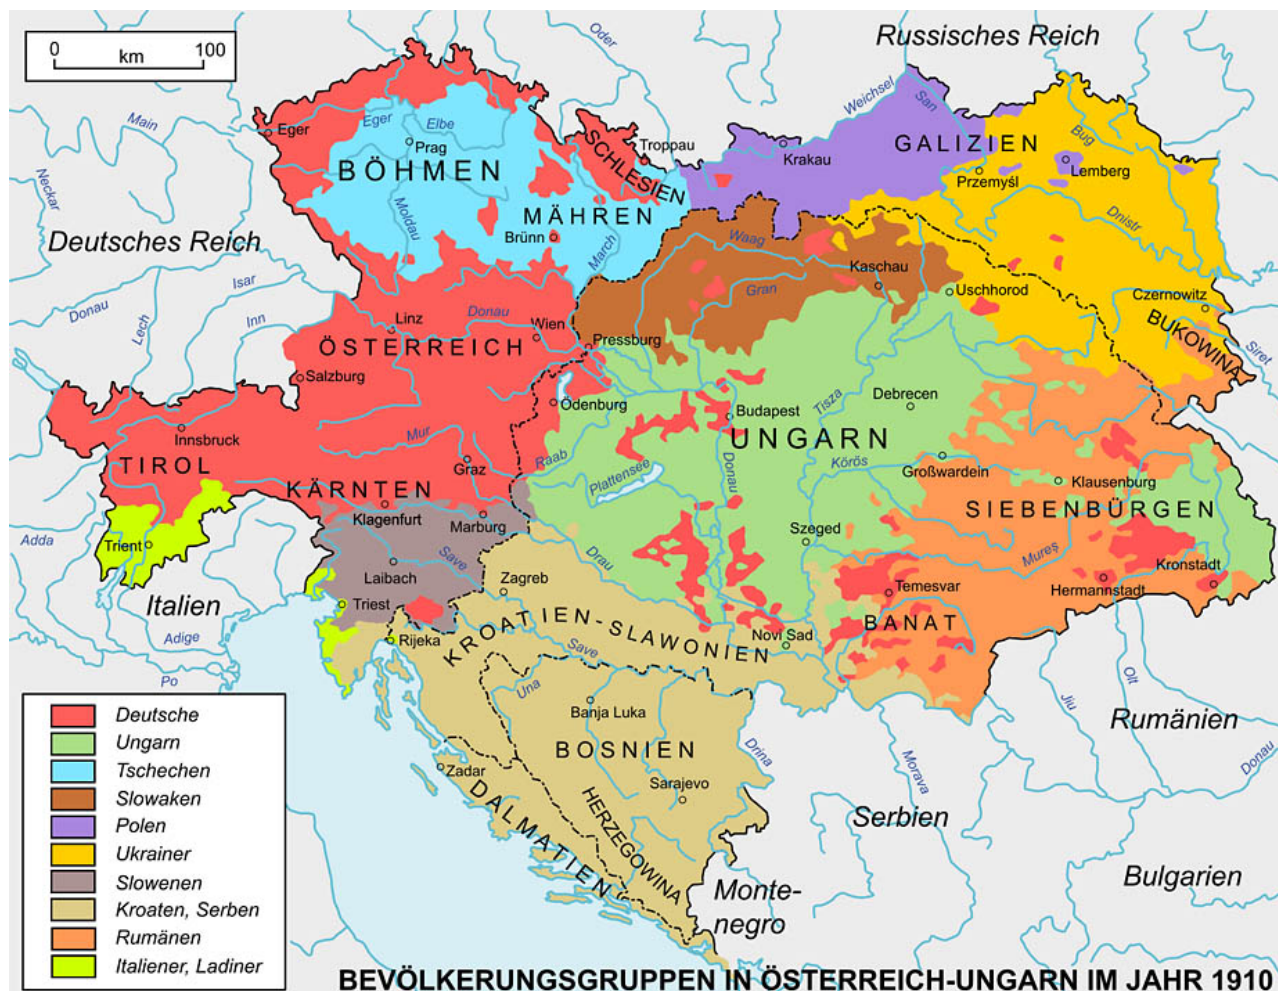 0 100
km
Russisches Reich
Oder
Weichsel
San
Main
Eger
Eger
Elbe
Prag
BÖHMEN
SCHLESIEN
Troppau
Krakau
GALIZIEN
Bug
Lemberg
Przemyśl
Neckar
Moldau
MÄHREN
Brünn
March
Dnistr
Deutsches Reich
Waag
Kaschau
Gran
Uschhorod
Czernowitz
BUKOWINA
Siret
Isar
Inn
Donau
Lech
Linz
Donau
Wien
ÖSTERREICH
Pressburg
Salzburg
Ödenburg
Budapest
Tisza
Debrecen
UNGARN
Innsbruck
Mur
Graz
Raab
Plattensee
Donau
Körös
Großwardein
TIROL
KÄRNTEN
Klausenburg
Klagenfurt
Marburg
SIEBENBÜRGEN
Adda
Trient
Save
Drau
Szeged
Mureș
Kronstadt
Laibach
Zagreb
Temesvar
Hermannstadt
Italien
Triest
Adige
Rijeka
KROATIEN-SLAWONIEN
Save
Novi Sad
BANAT
Po
Una
Banja Luka
Jiu
Olt
Rumänien
BOSNIEN
Drina
Morava
Donau
Zadar
Sarajevo
DALMATIEN
HERZEGOWINA
Serbien
Bulgarien
Monte-
negro
Deutsche
Ungarn
Tschechen
Slowaken
Polen
Ukrainer
Slowenen
Kroaten, Serben
Rumänen
Italiener, Ladiner
BEVÖLKERUNGSGRUPPEN IN ÖSTERREICH-UNGARN IM JAHR 1910